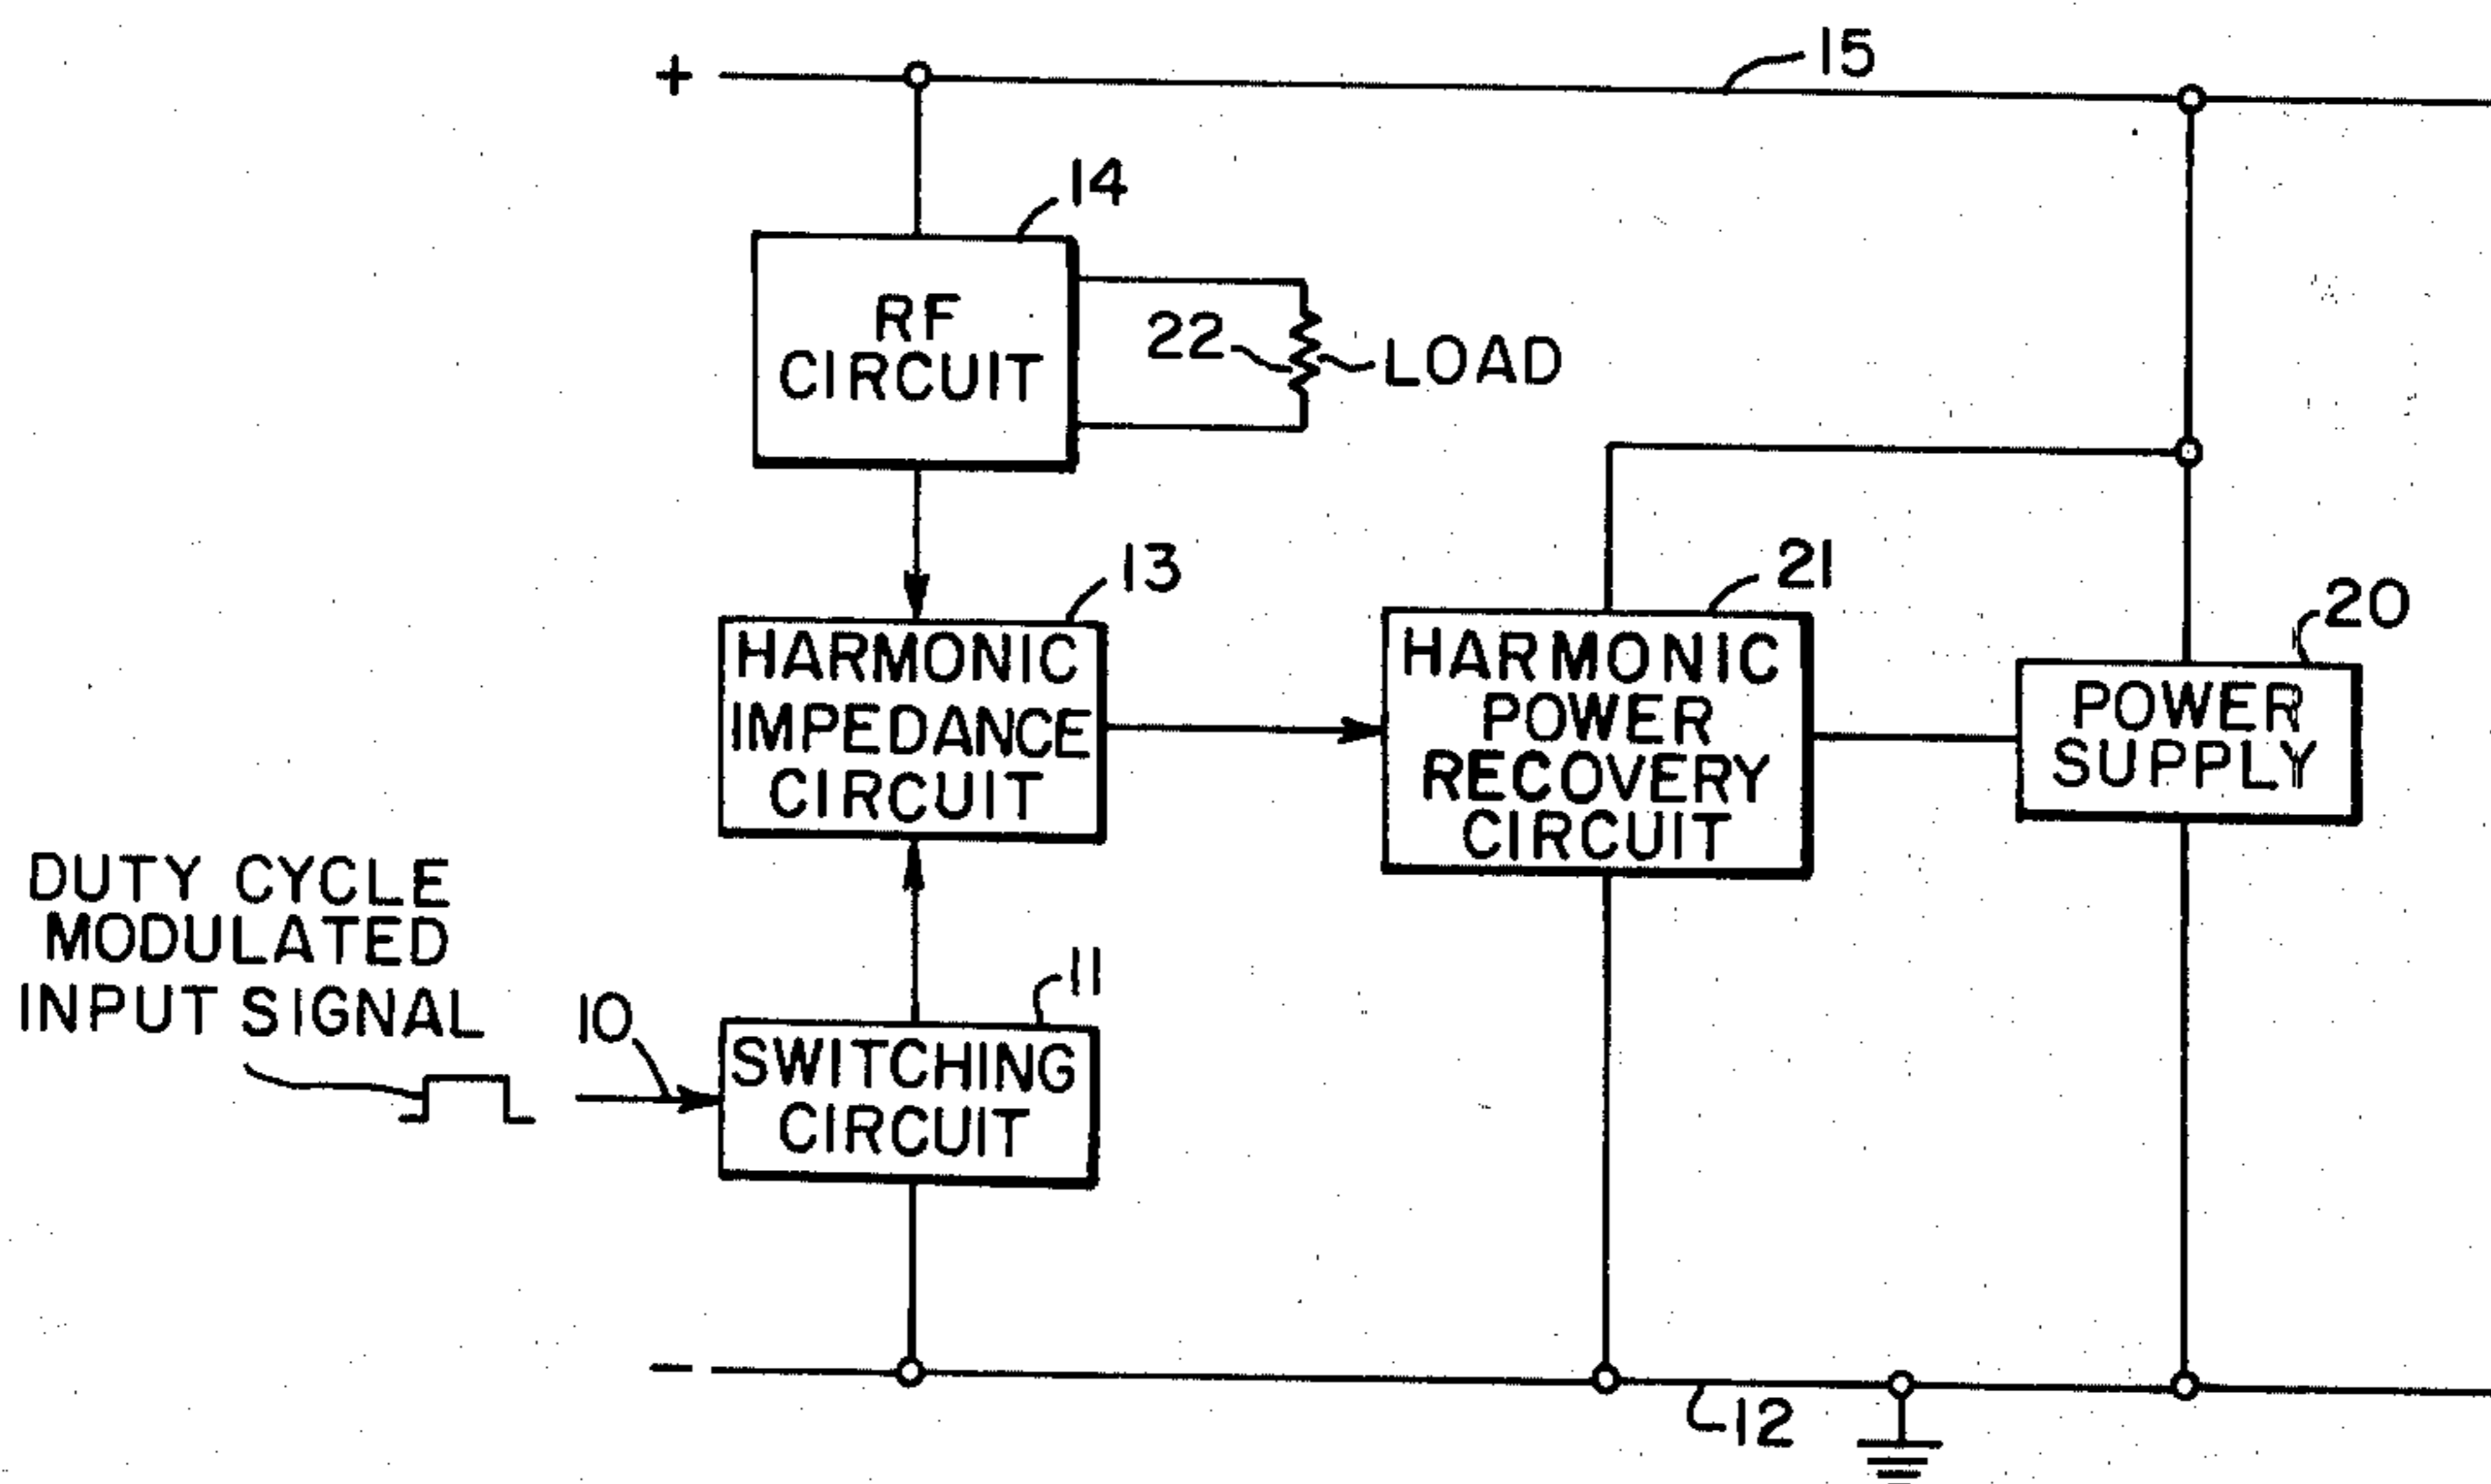 +
15
14
RF
CIRCUIT
22
LOAD
13
HARMONIC
IMPEDANCE
CIRCUIT
21
HARMONIC
POWER
RECOVERY
CIRCUIT
20
POWER
SUPPLY
DUTY CYCLE
MODULATED
INPUT SIGNAL
10
11
SWITCHING
CIRCUIT
-
12